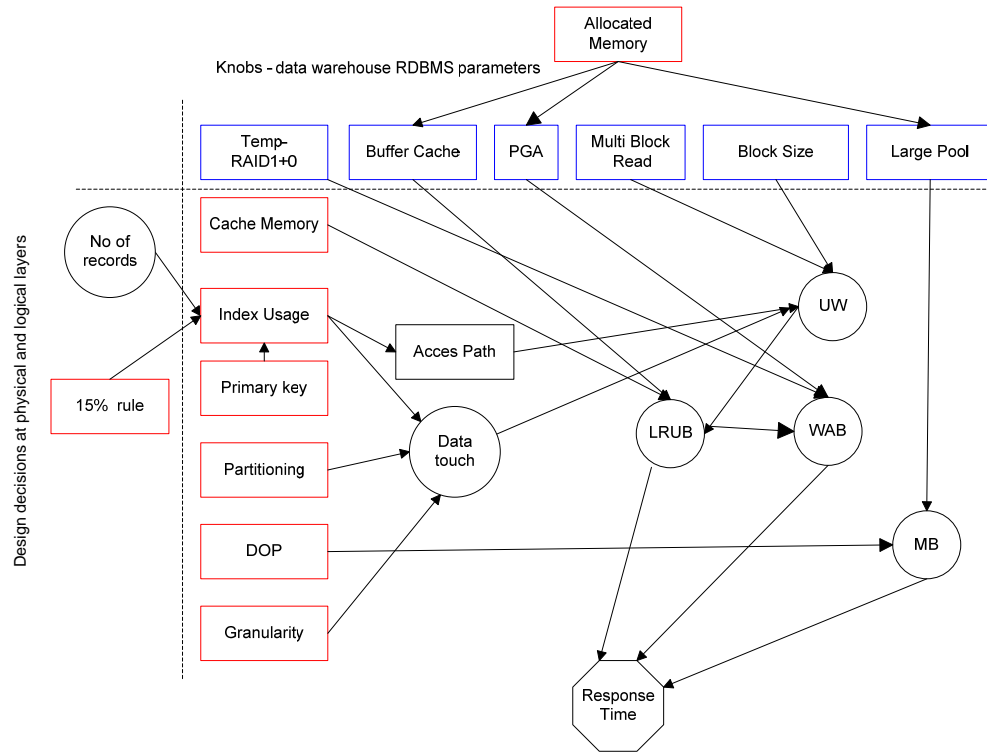 Allocated
Memory
Knobs - data warehouse RDBMS parameters
Temp-
RAID1+0
Buffer Cache
PGA
Multi Block
Read
Block Size
Large Pool
Design decisions at physical and logical layers
No of
records
Cache Memory
Index Usage
UW
Acces Path
Primary key
15% rule
Data
touch
LRUB
WAB
Partitioning
DOP
MB
Granularity
Response
Time